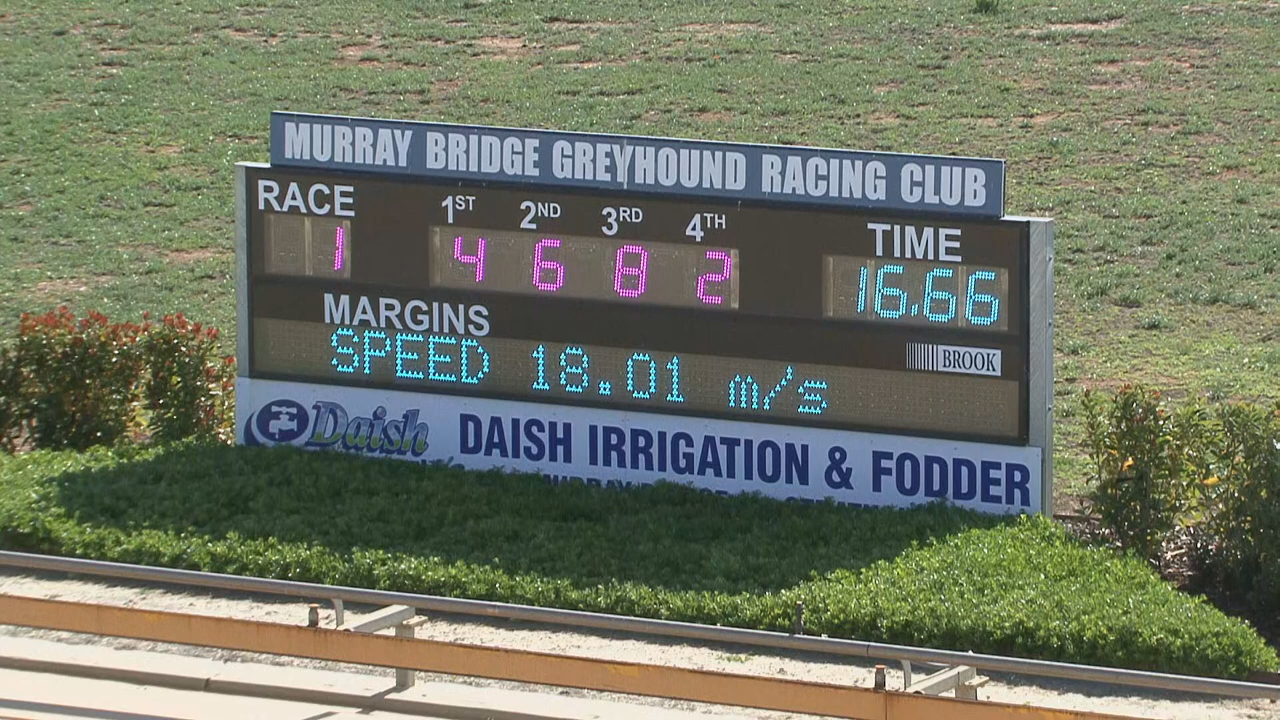 MURRAY BRIDGE GREYHOUND RACING CLUB
RACE 1ST 2ND 3RD 4TH TIME
1 4 6 8 2 16.66
MARGINS
BROOK
SPEED 18.01 m/s
Daish DAISH IRRIGATION & FODDER
MURRAY